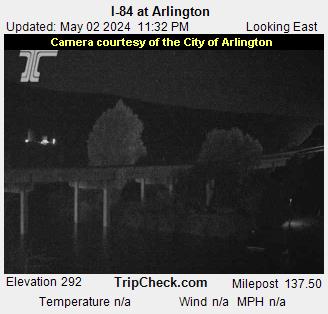 I-84 at Arlington
Updated: May 02 2024 11:32 PM Looking East
Camera courtesy of the City of Arlington
Elevation 292 TripCheck.com Milepost 137.50
Temperature n/a Wind n/a MPH n/a